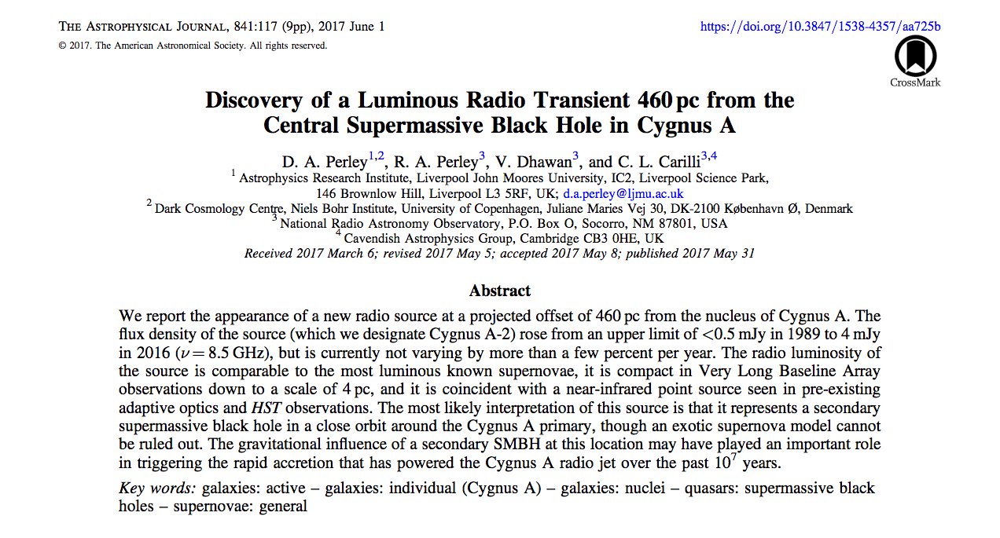 THE ASTROPHYSICAL JOURNAL, 841:117 (9pp), 2017 June 1
https://doi.org/10.3847/1538-4357/aa725b
© 2017. The American Astronomical Society. All rights reserved.
CrossMark
Discovery of a Luminous Radio Transient 460 pc from the
Central Supermassive Black Hole in Cygnus A
D. A. Perley1,2, R. A. Perley3, V. Dhawan3, and C. L. Carilli3,4
1 Astrophysics Research Institute, Liverpool John Moores University, IC2, Liverpool Science Park,
146 Brownlow Hill, Liverpool L3 5RF, UK; d.a.perley@ljmu.ac.uk
2 Dark Cosmology Centre, Niels Bohr Institute, University of Copenhagen, Juliane Maries Vej 30, DK-2100 København Ø, Denmark
3 National Radio Astronomy Observatory, P.O. Box O, Socorro, NM 87801, USA
4 Cavendish Astrophysics Group, Cambridge CB3 0HE, UK
Received 2017 March 6; revised 2017 May 5; accepted 2017 May 8; published 2017 May 31
Abstract
We report the appearance of a new radio source at a projected offset of 460 pc from the nucleus of Cygnus A. The
flux density of the source (which we designate Cygnus A-2) rose from an upper limit of <0.5 mJy in 1989 to 4 mJy
in 2016 (ν = 8.5 GHz), but is currently not varying by more than a few percent per year. The radio luminosity of
the source is comparable to the most luminous known supernovae, it is compact in Very Long Baseline Array
observations down to a scale of 4 pc, and it is coincident with a near-infrared point source seen in pre-existing
adaptive optics and HST observations. The most likely interpretation of this source is that it represents a secondary
supermassive black hole in a close orbit around the Cygnus A primary, though an exotic supernova model cannot
be ruled out. The gravitational influence of a secondary SMBH at this location may have played an important role
in triggering the rapid accretion that has powered the Cygnus A radio jet over the past 10⁷ years.
Key words: galaxies: active – galaxies: individual (Cygnus A) – galaxies: nuclei – quasars: supermassive black
holes – supernovae: general